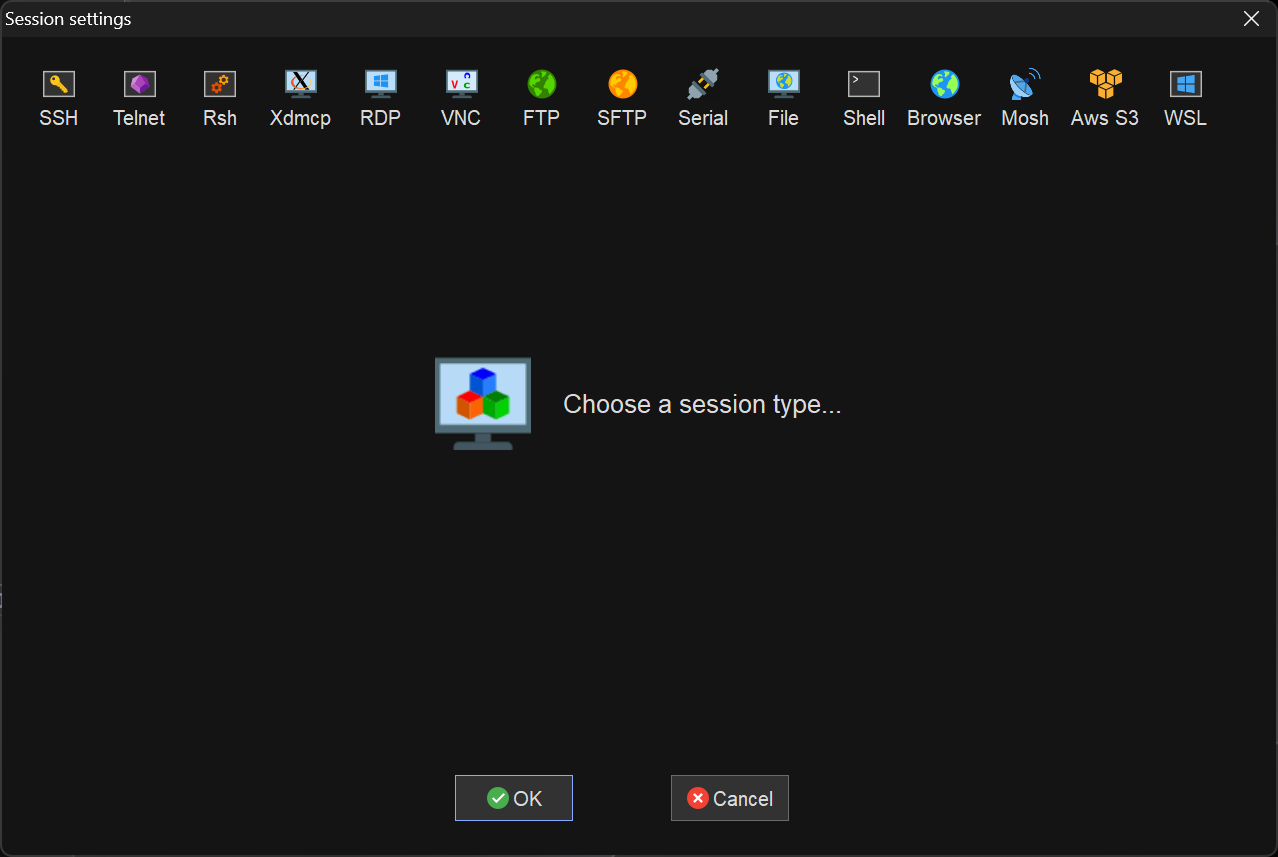 Session settings
SSH Telnet Rsh Xdmcp RDP VNC FTP SFTP Serial File Shell Browser Mosh Aws S3 WSL
Choose a session type...
OK Cancel